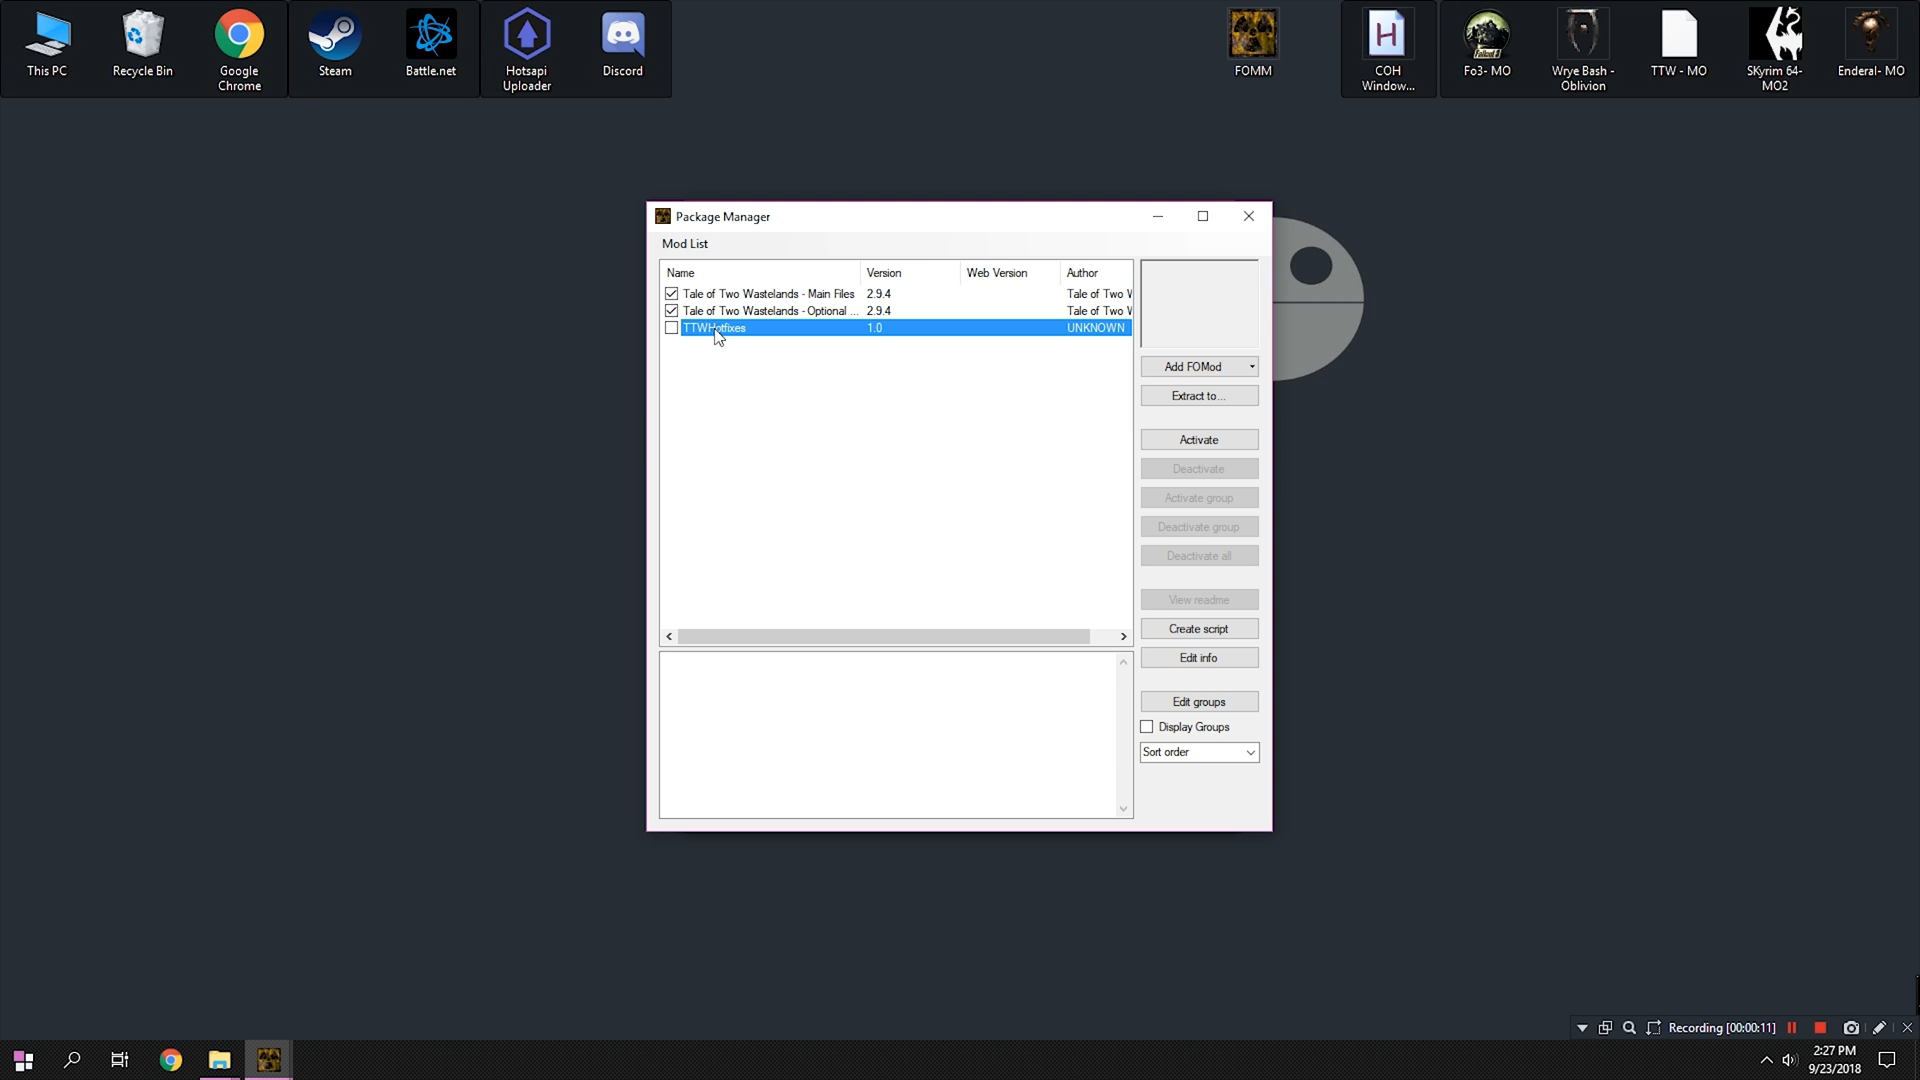 This PC
Recycle Bin
Google
Chrome
Steam
Battle.net
Hotsapi
Uploader
Discord
FOMM
COH
Window...
Fo3- MO
Wrye Bash -
Oblivion
TTW - MO
SKyrim 64-
MO2
Enderal- MO
Package Manager
Mod List
Name Version Web Version Author
Tale of Two Wastelands - Main Files 2.9.4 Tale of Two
Tale of Two Wastelands - Optional ... 2.9.4 Tale of Two
TTWHotfixes 1.0 UNKNOWN
Add FOMod
Extract to...
Activate
Deactivate
Activate group
Deactivate group
Deactivate all
View readme
Create script
Edit info
Edit groups
Display Groups
Sort order
Recording [00:00:11]
2:27 PM
9/23/2018